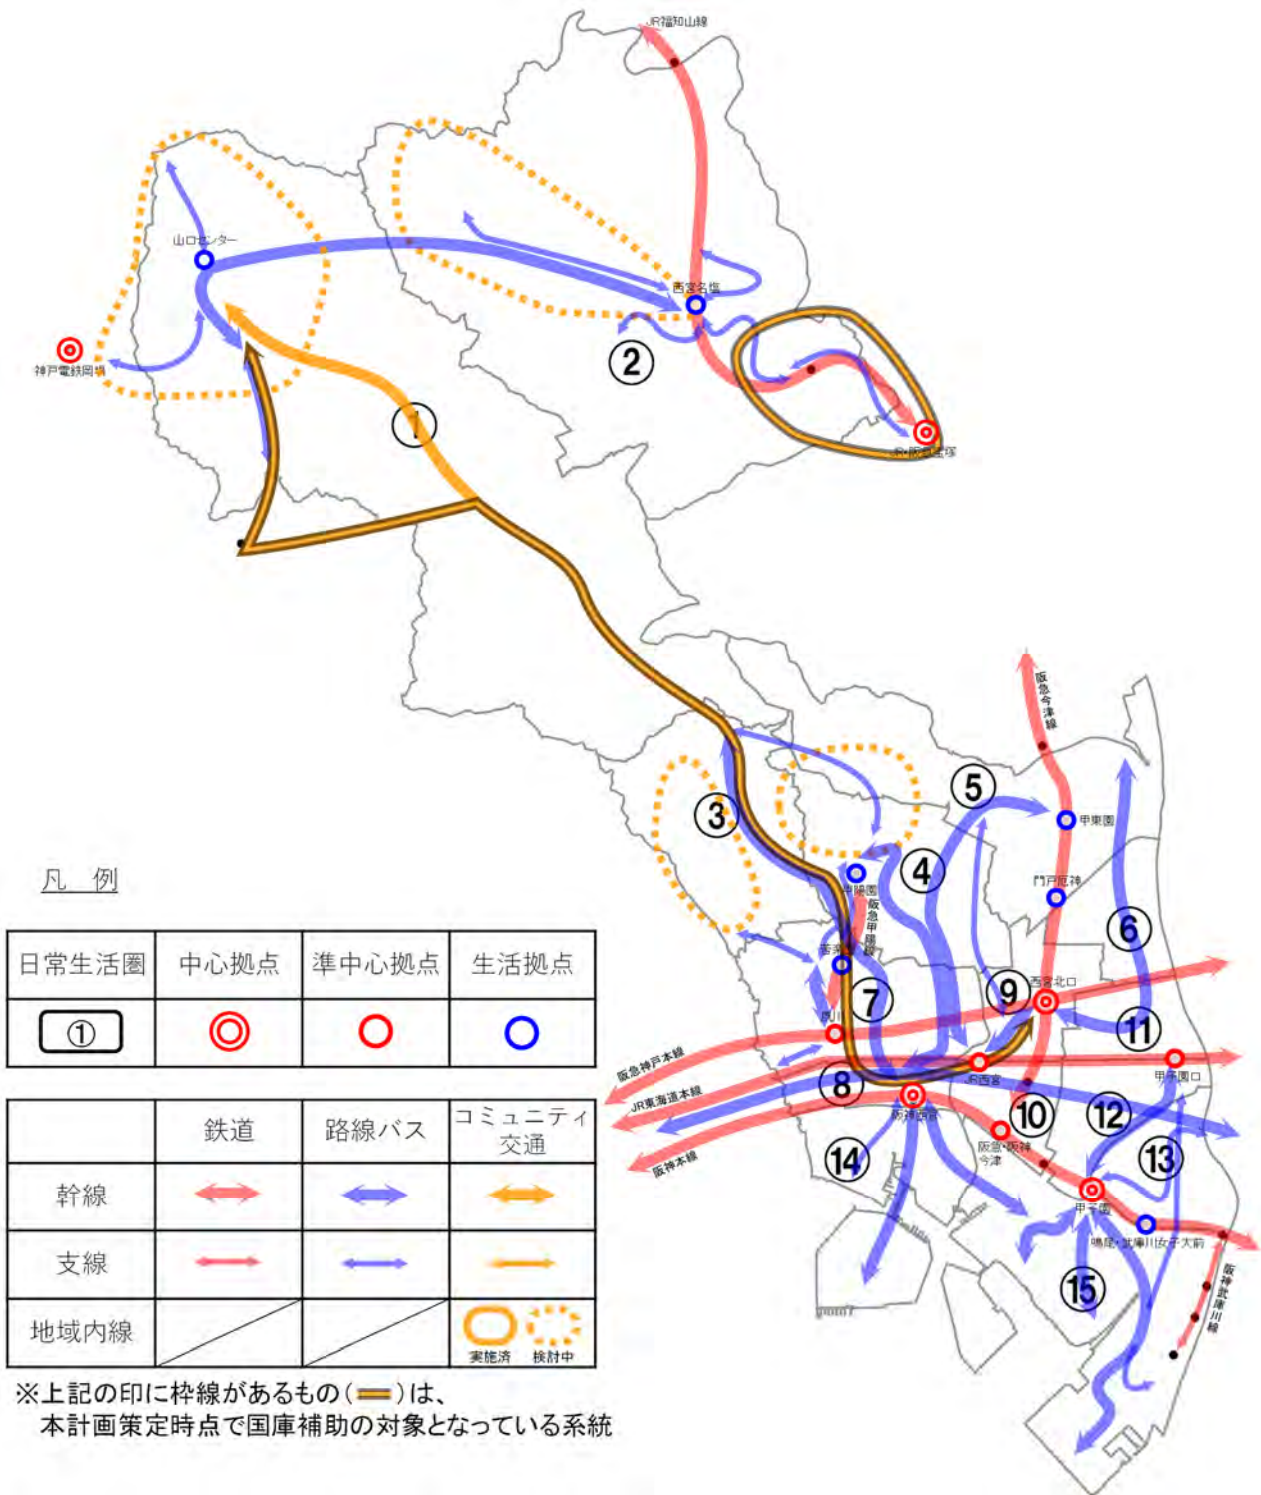 JR福知山線
山口センター
西宮名塩
神戸電鉄岡場
②
①
JR・阪急宝塚
阪急今津線
⑤
③
甲東園
④
凡 例
甲陽園
門戸厄神
阪急甲陽線
⑥
日常生活圏 中心拠点 準中心拠点 生活拠点
①
西宮北口
⑦
⑨
⑪
夙川
阪急神戸本線
JR西宮
甲子園口
⑧
JR東海道本線
阪神西宮
⑩
⑫
阪急・阪神
今津
⑬
⑭
阪神本線
甲子園
鳴尾・武庫川女子大前
⑮
阪神武庫川線
鉄道 路線バス コミュニティ
交通
幹線
支線
地域内線
実施済 検討中
※上記の印に枠線があるもの( )は、
本計画策定時点で国庫補助の対象となっている系統